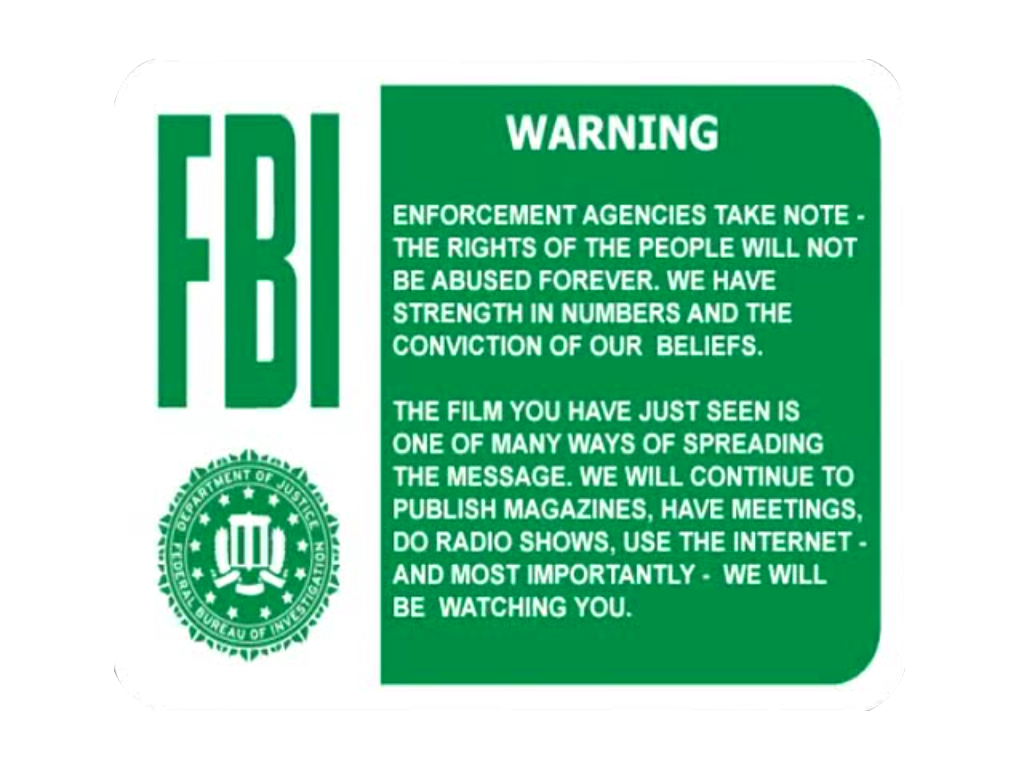 FBI
WARNING
ENFORCEMENT AGENCIES TAKE NOTE -
THE RIGHTS OF THE PEOPLE WILL NOT
BE ABUSED FOREVER. WE HAVE
STRENGTH IN NUMBERS AND THE
CONVICTION OF OUR  BELIEFS.
THE FILM YOU HAVE JUST SEEN IS
ONE OF MANY WAYS OF SPREADING
THE MESSAGE. WE WILL CONTINUE TO
PUBLISH MAGAZINES, HAVE MEETINGS,
DO RADIO SHOWS, USE THE INTERNET -
AND MOST IMPORTANTLY -  WE WILL
BE  WATCHING YOU.
DEPARTMENT OF JUSTICE
FEDERAL BUREAU OF INVESTIGATION